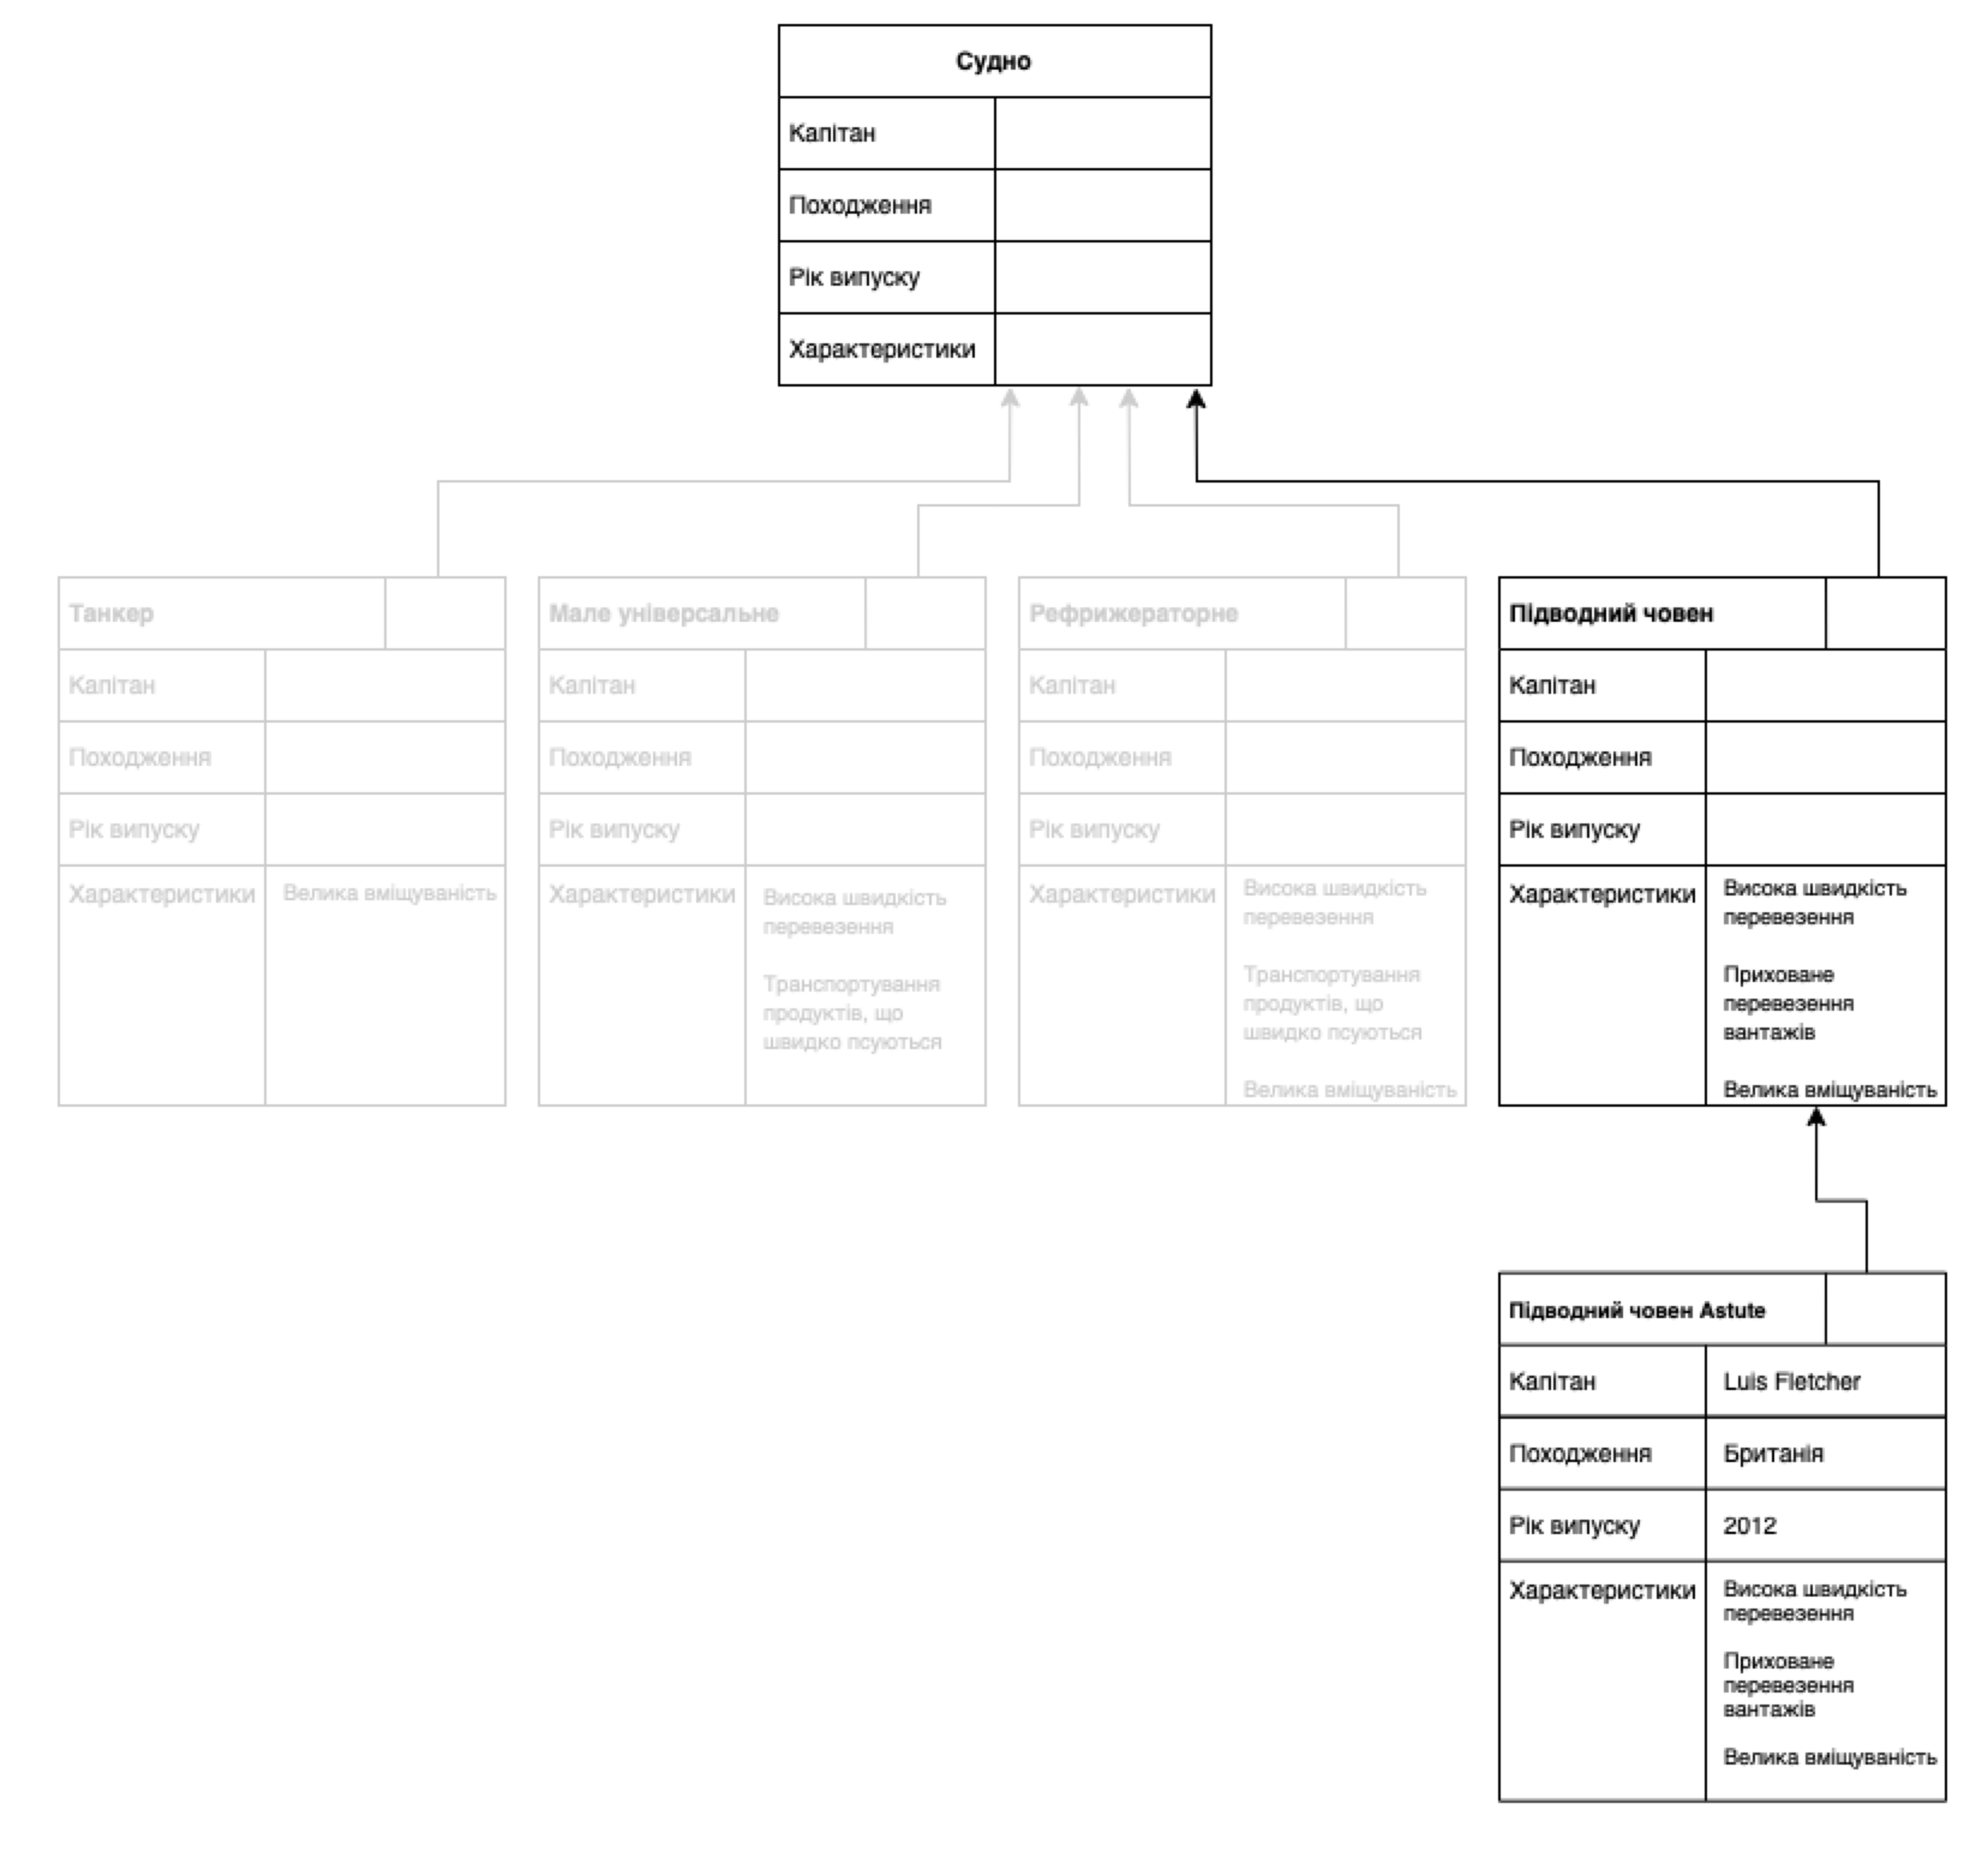 Судно
Капітан
Походження
Рік випуску
Характеристики
Танкер
Капітан
Походження
Рік випуску
Характеристики
Велика вміщуваність
Мале універсальне
Капітан
Походження
Рік випуску
Характеристики
Висока швидкість
перевезення
Транспортування
продуктів, що
швидко псуються
Рефрижераторне
Капітан
Походження
Рік випуску
Характеристики
Висока швидкість
перевезення
Транспортування
продуктів, що
швидко псуються
Велика вміщуваність
Підводний човен
Капітан
Походження
Рік випуску
Характеристики
Висока швидкість
перевезення
Приховане
перевезення
вантажів
Велика вміщуваність
Підводний човен Astute
Капітан
Luis Fletcher
Походження
Британія
Рік випуску
2012
Характеристики
Висока швидкість
перевезення
Приховане
перевезення
вантажів
Велика вміщуваність